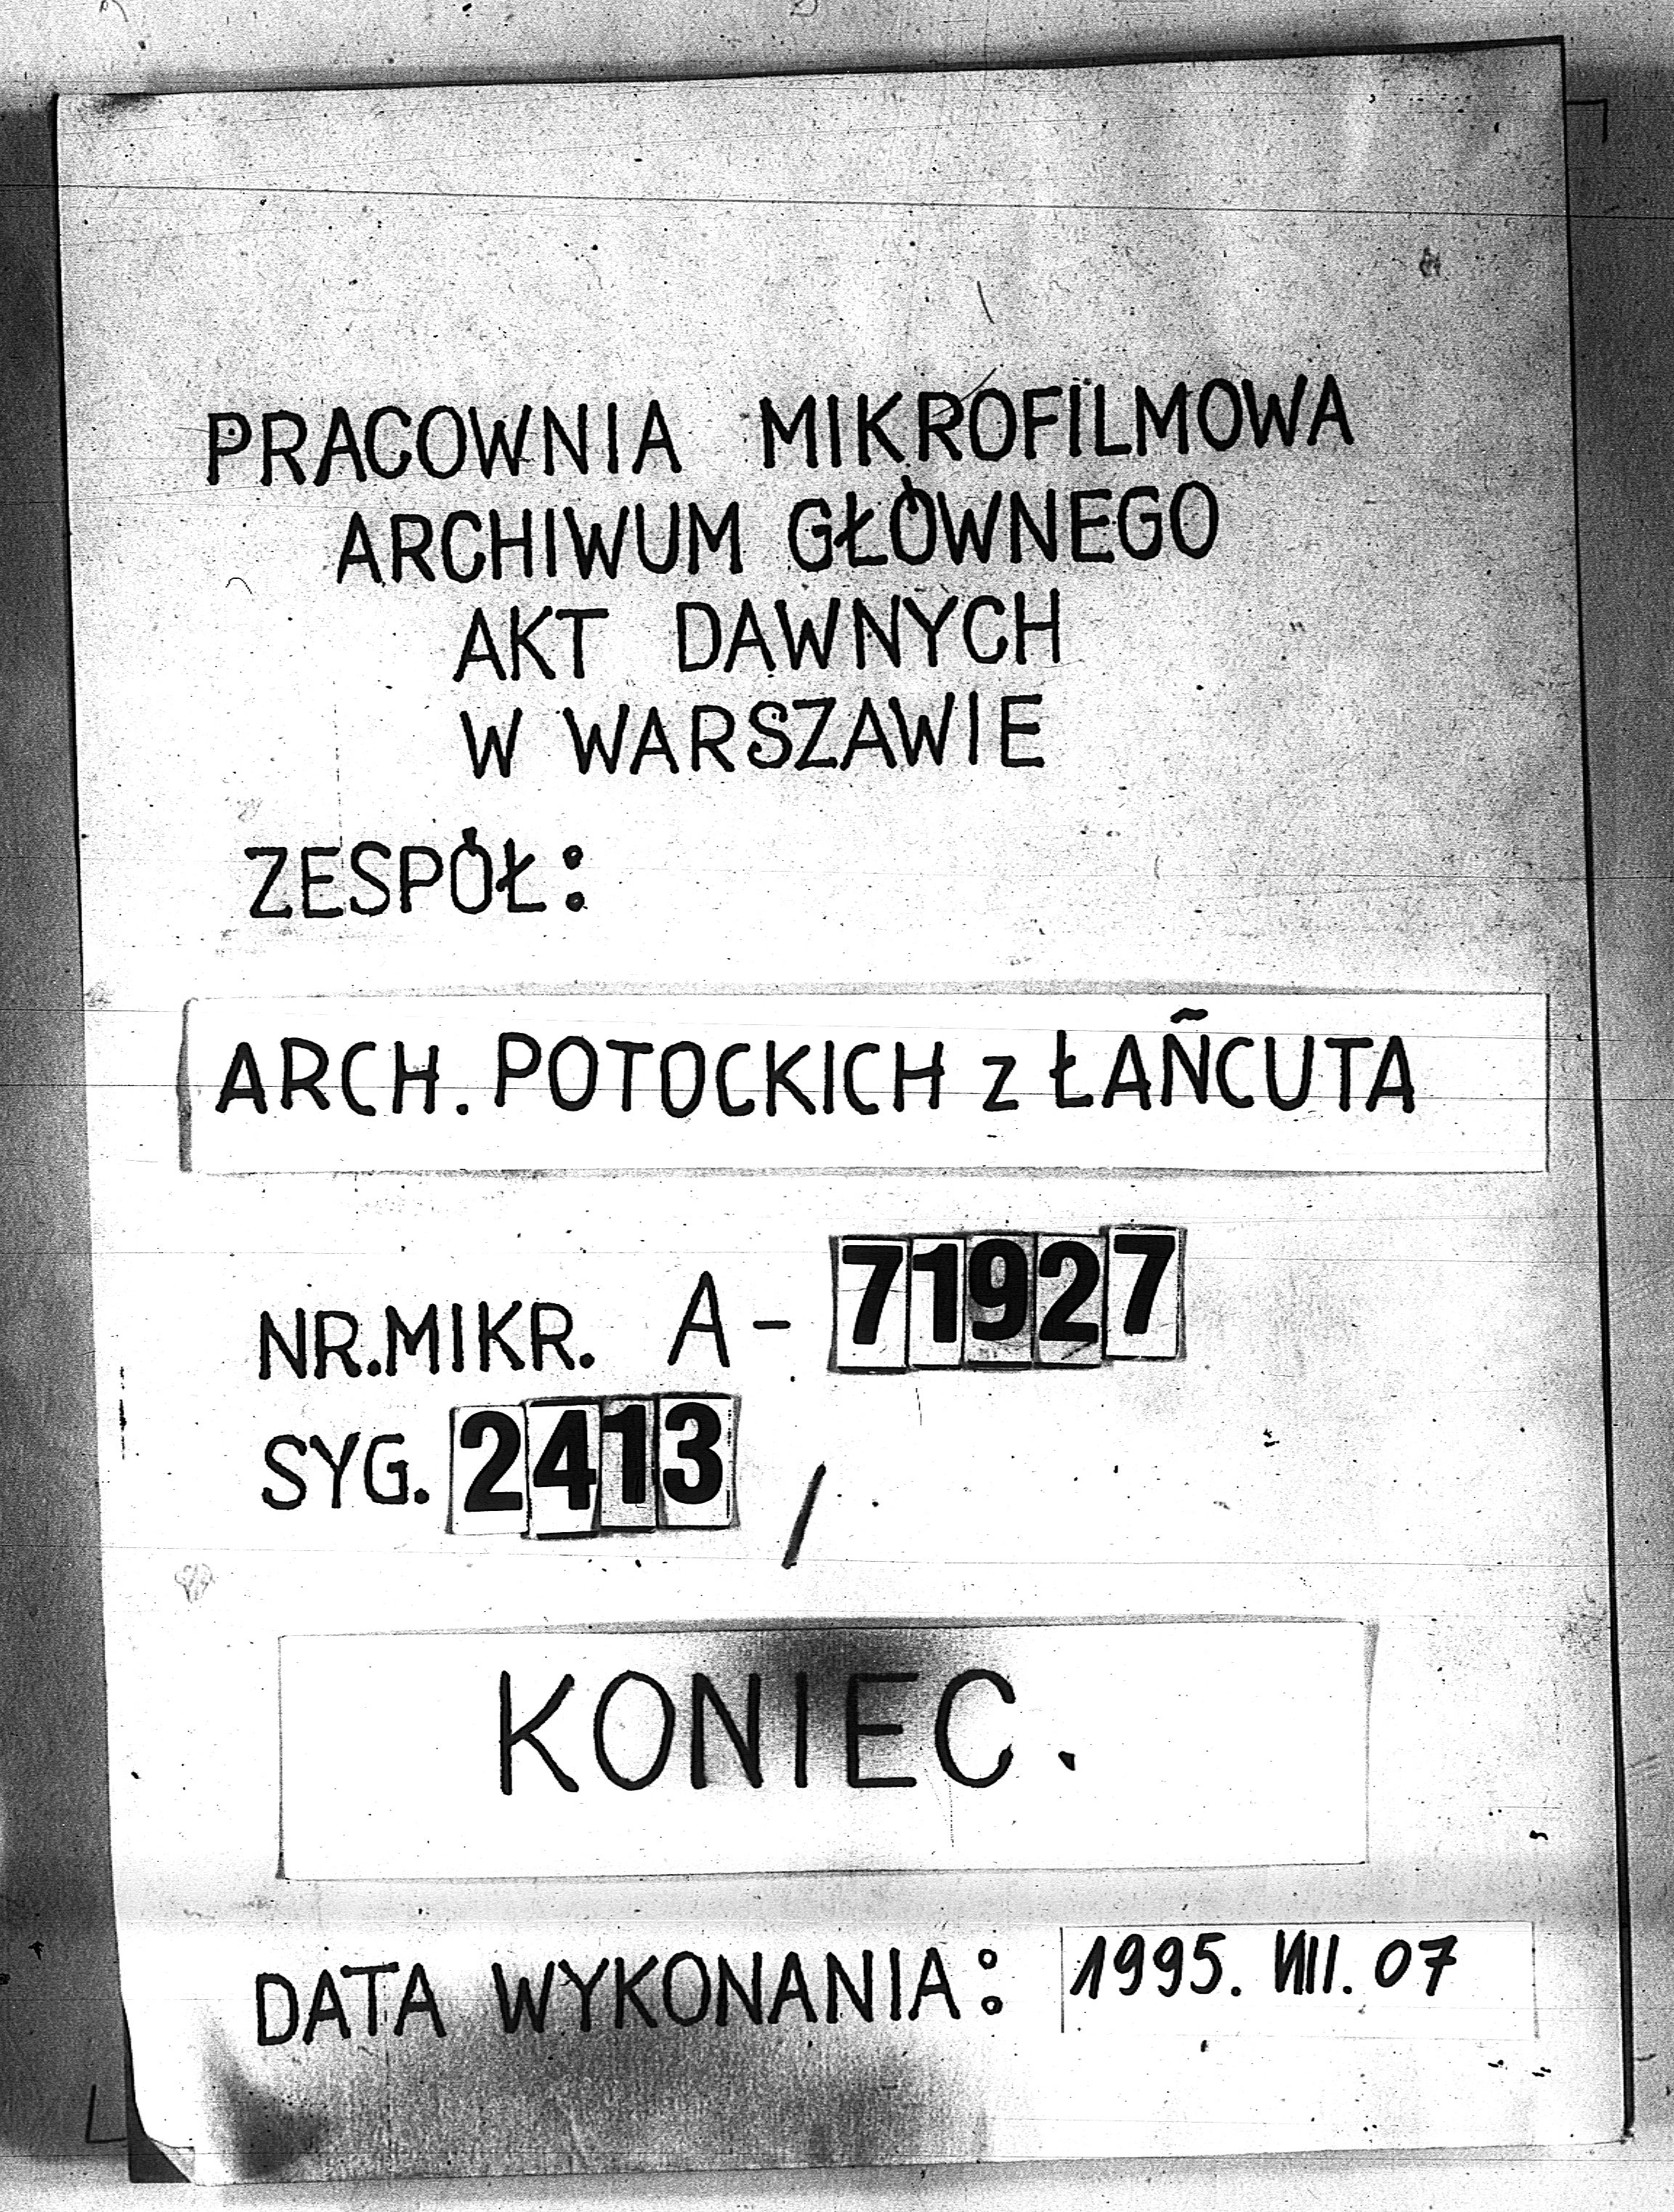 PRACOWNIA MIKROFILMOWA
ARCHIWUM GŁÓWNEGO
AKT DAWNYCH
W WARSZAWIE
ZESPÓŁ:
ARCH. POTOCKICH z ŁAŃCUTA
NR.MIKR. A-71927
SYG. 2413 /
KONIEC.
DATA WYKONANIA: 1995. VIII. 07